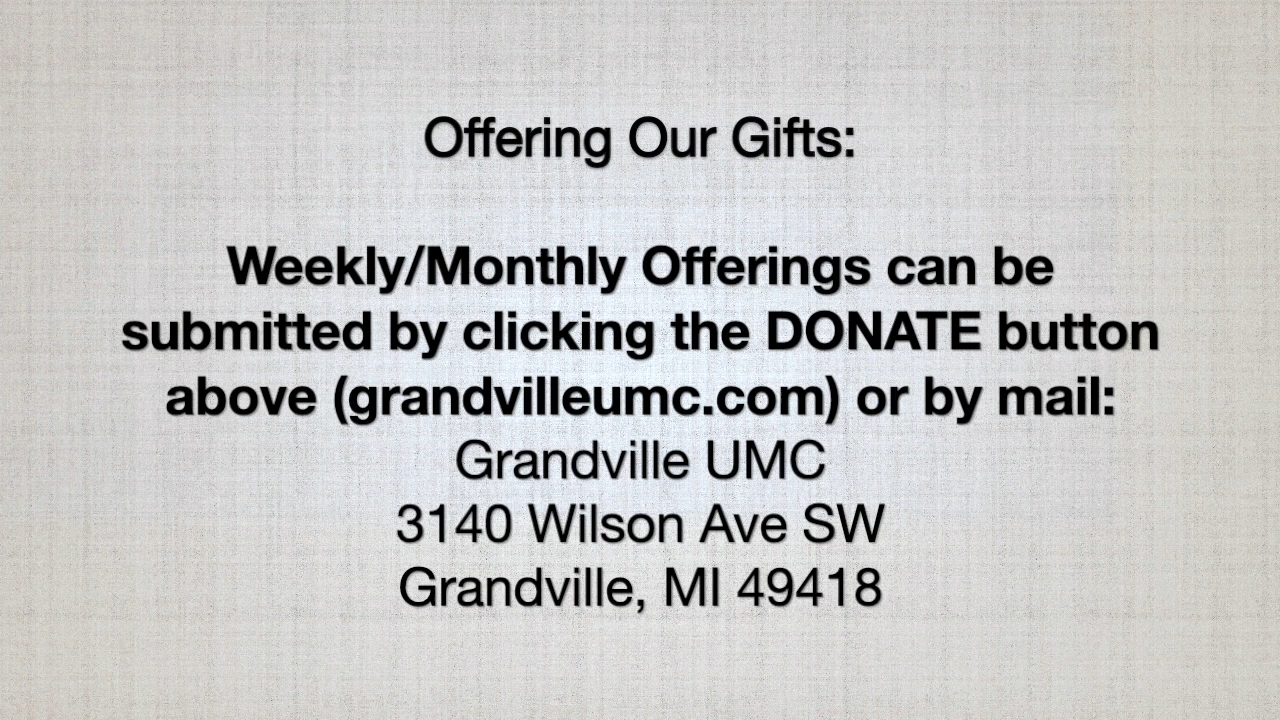 Offering Our Gifts:
Weekly/Monthly Offerings can be
submitted by clicking the DONATE button
above (grandvilleumc.com) or by mail:
Grandville UMC
3140 Wilson Ave SW
Grandville, MI 49418